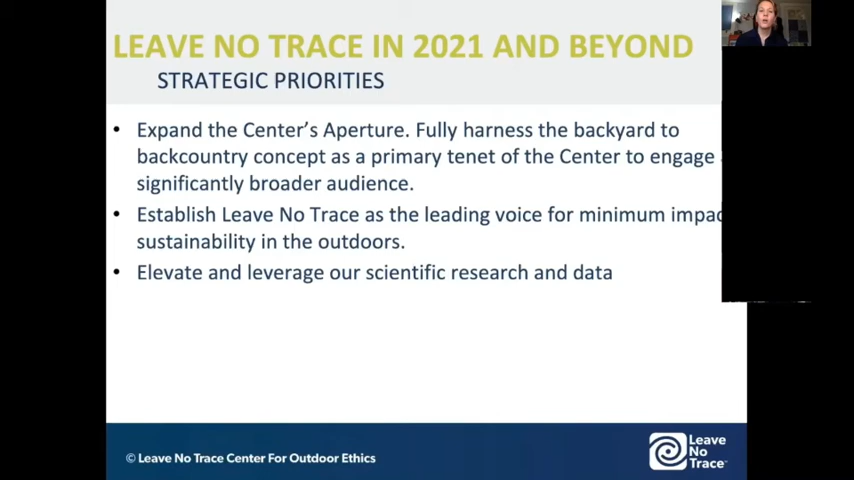 LEAVE NO TRACE IN 2021 AND BEYOND
STRATEGIC PRIORITIES
• Expand the Center's Aperture. Fully harness the backyard to
backcountry concept as a primary tenet of the Center to engage
significantly broader audience.
• Establish Leave No Trace as the leading voice for minimum impac
sustainability in the outdoors.
• Elevate and leverage our scientific research and data
© Leave No Trace Center For Outdoor Ethics
Leave
No
Trace™